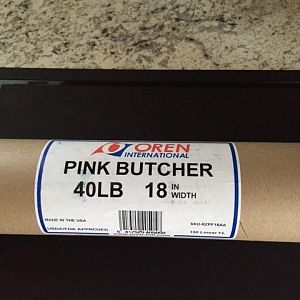 OREN
INTERNATIONAL
PINK BUTCHER
40LB 18 IN WIDTH
MADE IN THE USA
USDA/FDA APPROVED